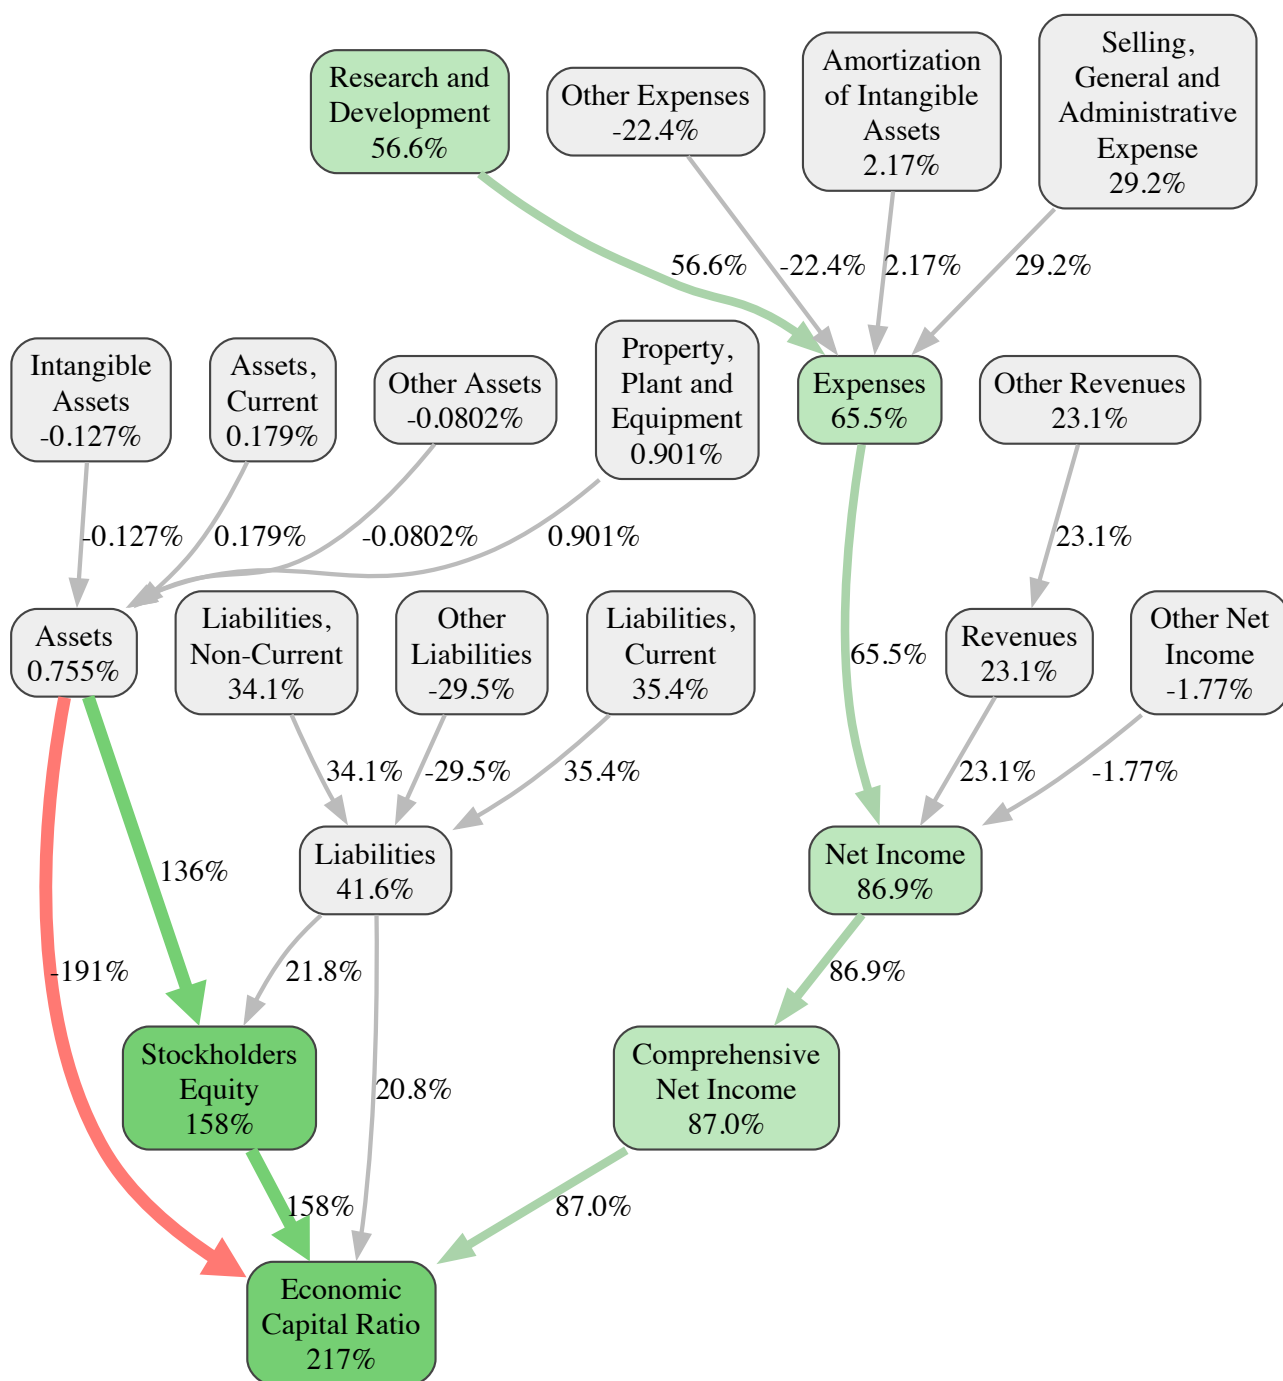 Research and
Development
56.6%
Other Expenses
-22.4%
Amortization
of Intangible
Assets
2.17%
Selling,
General and
Administrative
Expense
29.2%
56.6%
-22.4%
2.17%
29.2%
Intangible
Assets
-0.127%
Assets,
Current
0.179%
Other Assets
-0.0802%
Property,
Plant and
Equipment
0.901%
Expenses
65.5%
Other Revenues
23.1%
-0.127%
0.179%
-0.0802%
0.901%
23.1%
Assets
0.755%
Liabilities,
Non-Current
34.1%
Other
Liabilities
-29.5%
Liabilities,
Current
35.4%
65.5%
Revenues
23.1%
Other Net
Income
-1.77%
34.1%
-29.5%
35.4%
23.1%
-1.77%
136%
Liabilities
41.6%
Net Income
86.9%
-191%
21.8%
86.9%
Stockholders
Equity
158%
20.8%
Comprehensive
Net Income
87.0%
158%
87.0%
Economic
Capital Ratio
217%